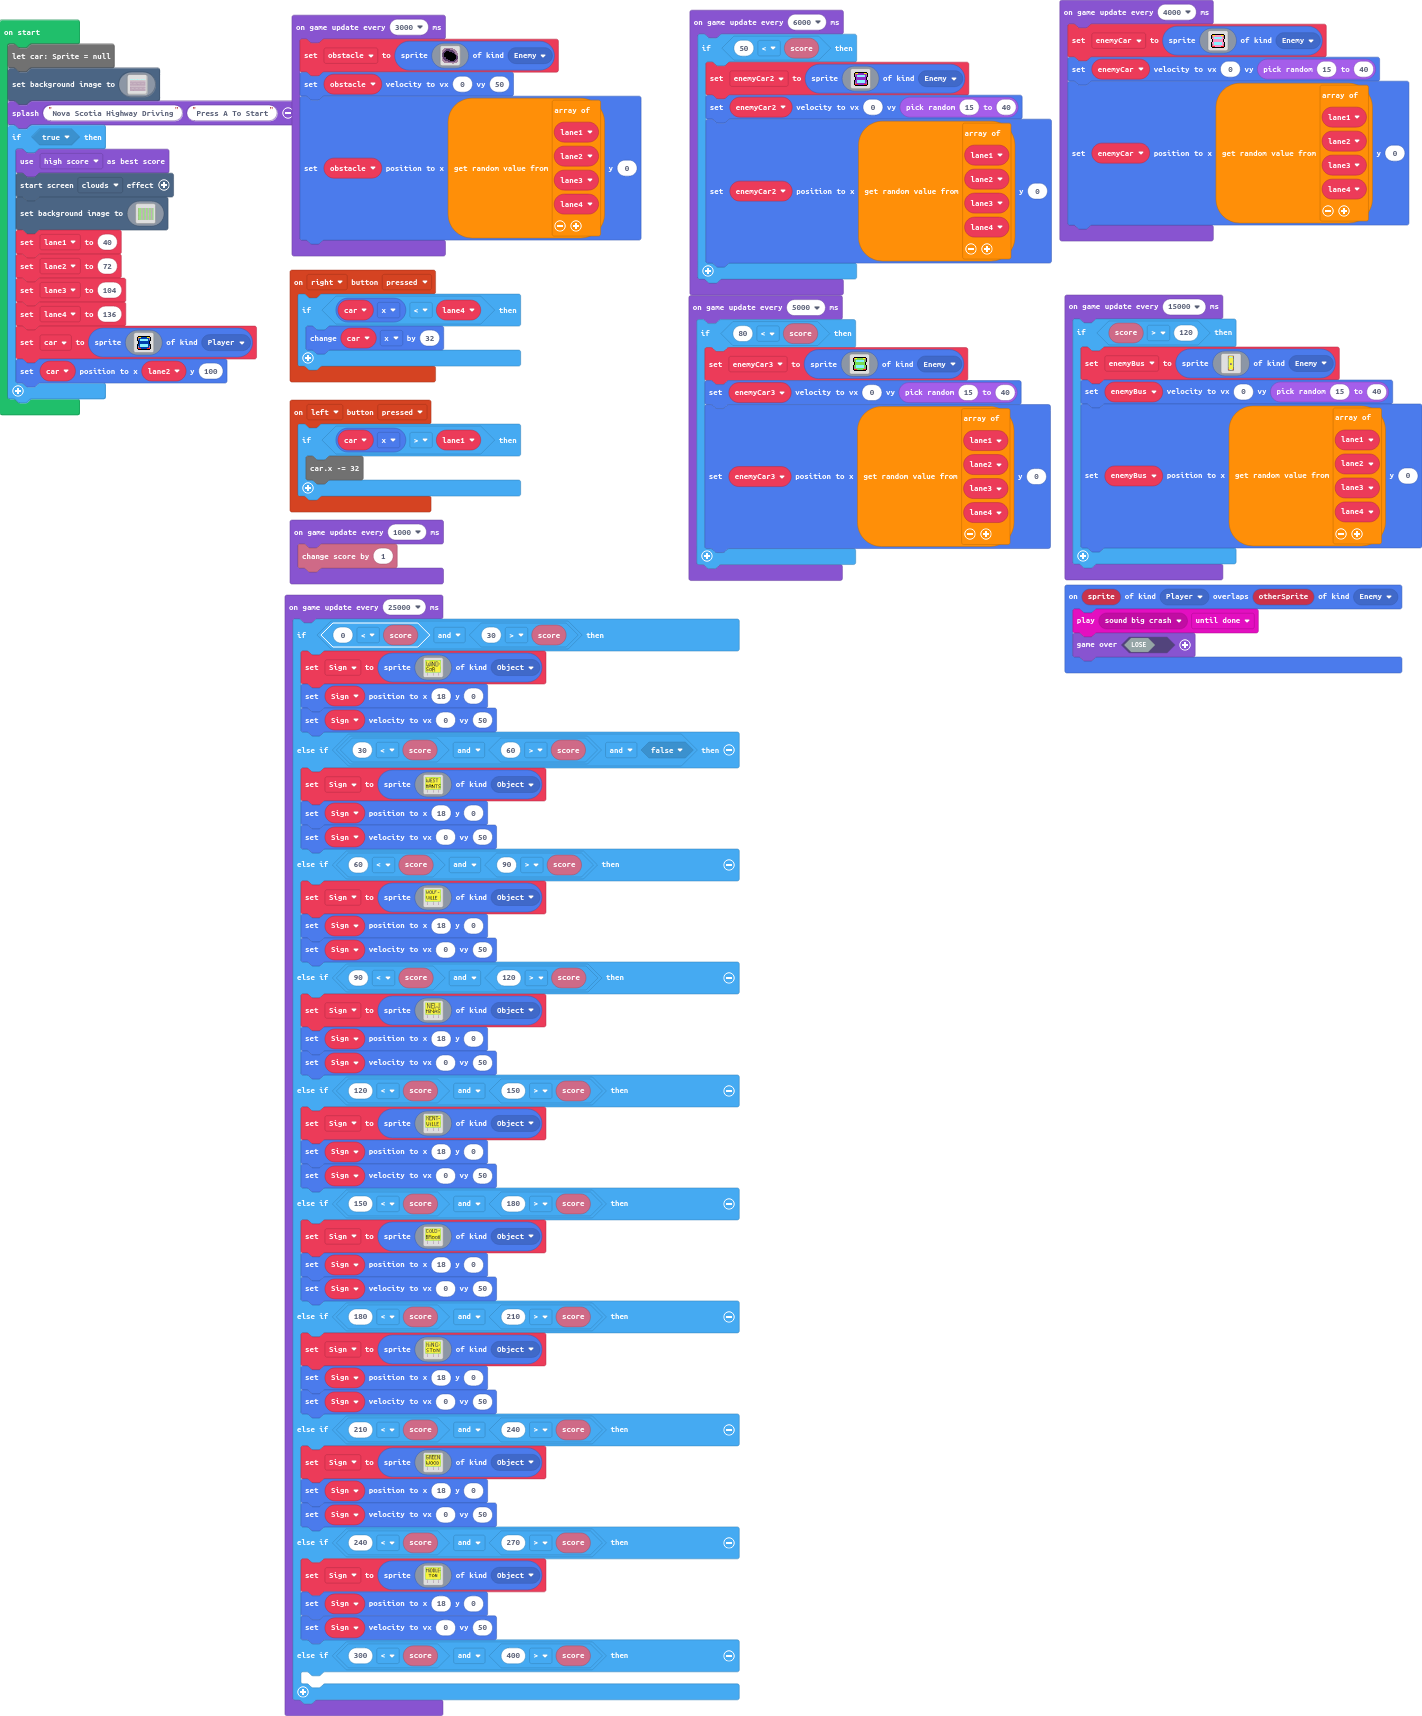 on start
let car: Sprite = null
set background image to
splash "Nova Scotia Highway Driving" "Press A To Start"
if true then
use high score as best score
start screen clouds effect
set background image to
set lane1 to 40
set lane2 to 72
set lane3 to 104
set lane4 to 136
set car to sprite of kind Player
set car position to x lane2 y 100
on game update every 3000 ms
set obstacle to sprite of kind Enemy
set obstacle velocity to vx 0 vy 50
set obstacle position to x get random value from array of lane1 lane2 lane3 lane4 y 0
on right button pressed
if car x < lane4 then
change car x by 32
on left button pressed
if car x > lane1 then
car.x -= 32
on game update every 1000 ms
change score by 1
on game update every 25000 ms
if 0 < score and 30 > score then
set Sign to sprite WIND SOR of kind Object
set Sign position to x 18 y 0
set Sign velocity to vx 0 vy 50
else if 30 < score and 60 > score and false then
set Sign to sprite WEST HANTS of kind Object
set Sign position to x 18 y 0
set Sign velocity to vx 0 vy 50
else if 60 < score and 90 > score then
set Sign to sprite WOLF- VILLE of kind Object
set Sign position to x 18 y 0
set Sign velocity to vx 0 vy 50
else if 90 < score and 120 > score then
set Sign to sprite NEW MINAS of kind Object
set Sign position to x 18 y 0
set Sign velocity to vx 0 vy 50
else if 120 < score and 150 > score then
set Sign to sprite KENT- VILLE of kind Object
set Sign position to x 18 y 0
set Sign velocity to vx 0 vy 50
else if 150 < score and 180 > score then
set Sign to sprite COLD- BROOK of kind Object
set Sign position to x 18 y 0
set Sign velocity to vx 0 vy 50
else if 180 < score and 210 > score then
set Sign to sprite KING- STON of kind Object
set Sign position to x 18 y 0
set Sign velocity to vx 0 vy 50
else if 210 < score and 240 > score then
set Sign to sprite GREEN WOOD of kind Object
set Sign position to x 18 y 0
set Sign velocity to vx 0 vy 50
else if 240 < score and 270 > score then
set Sign to sprite MIDDLE TON of kind Object
set Sign position to x 18 y 0
set Sign velocity to vx 0 vy 50
else if 300 < score and 400 > score then
on game update every 6000 ms
if 50 < score then
set enemyCar2 to sprite of kind Enemy
set enemyCar2 velocity to vx 0 vy pick random 15 to 40
set enemyCar2 position to x get random value from array of lane1 lane2 lane3 lane4 y 0
on game update every 5000 ms
if 80 < score then
set enemyCar3 to sprite of kind Enemy
set enemyCar3 velocity to vx 0 vy pick random 15 to 40
set enemyCar3 position to x get random value from array of lane1 lane2 lane3 lane4 y 0
on game update every 4000 ms
set enemyCar to sprite of kind Enemy
set enemyCar velocity to vx 0 vy pick random 15 to 40
set enemyCar position to x get random value from array of lane1 lane2 lane3 lane4 y 0
on game update every 15000 ms
if score > 120 then
set enemyBus to sprite of kind Enemy
set enemyBus velocity to vx 0 vy pick random 15 to 40
set enemyBus position to x get random value from array of lane1 lane2 lane3 lane4 y 0
on sprite of kind Player overlaps otherSprite of kind Enemy
play sound big crash until done
game over LOSE